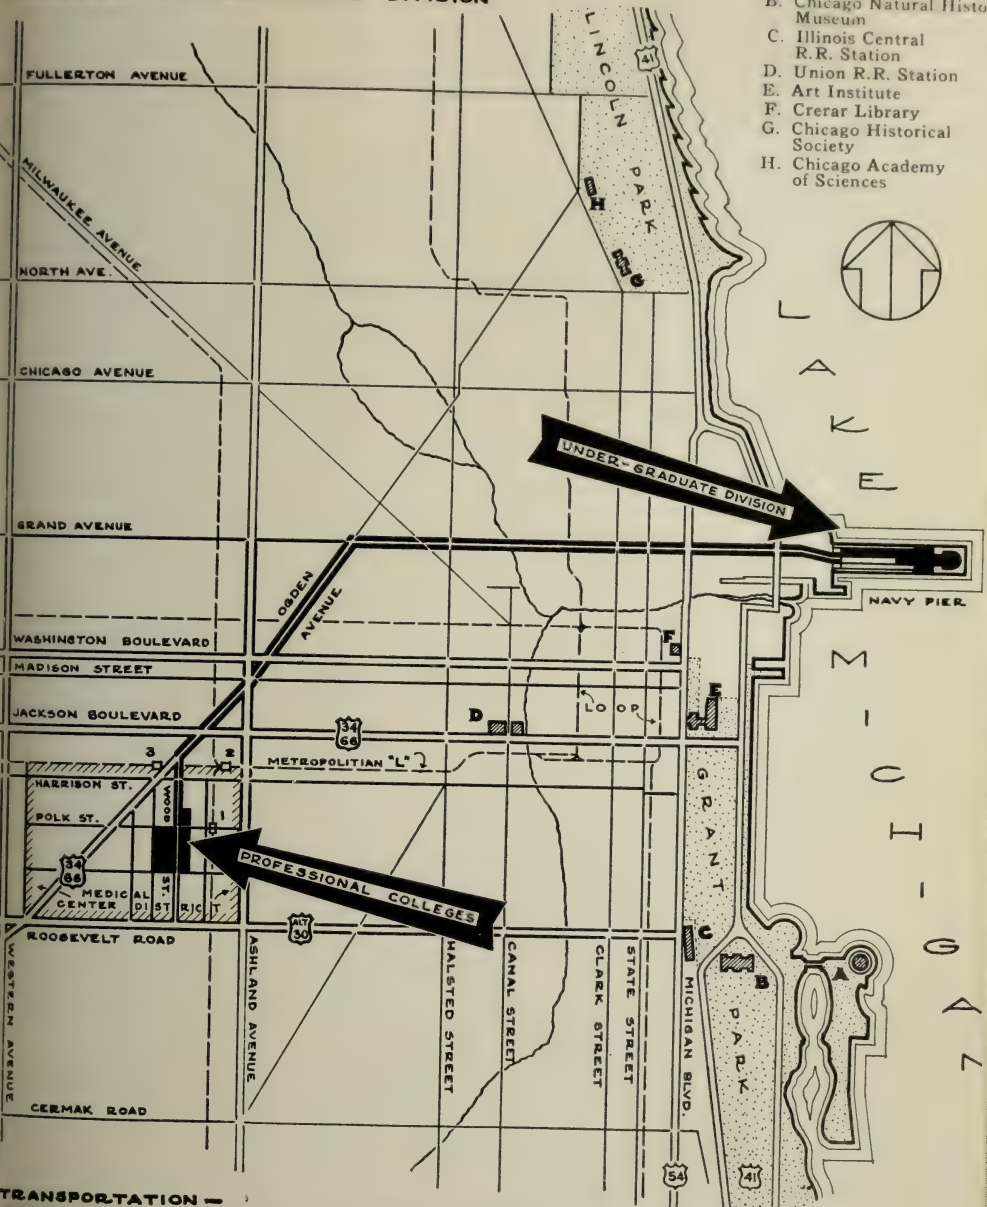 DIVISION
B. Chicago Natural Histo
Museum
C. Illinois Central
R.R. Station
D. Union R.R. Station
E. Art Institute
F. Crerar Library
G. Chicago Historical
Society
H. Chicago Academy
of Sciences
LINCOLN PARK
41
FULLERTON AVENUE
MILWAUKEE AVENUE
H
NORTH AVE.
G
CHICAGO AVENUE
LAKE MICHIGAN
UNDER-GRADUATE DIVISION
GRAND AVENUE
OGDEN
AVENUE
NAVY PIER
WASHINGTON BOULEVARD
F
MADISON STREET
E
LOOP
JACKSON BOULEVARD
D
34
66
3
2
METROPOLITIAN "L"
HARRISON ST.
WOOD ST.
GRANT PARK
POLK ST.
1
PROFESSIONAL COLLEGES
34
66
MEDICAL
CENTER DISTRICT
ALT
30
ROOSEVELT ROAD
C
B
A
WESTERN AVENUE
ASHLAND AVENUE
HALSTED STREET
CANAL STREET
CLARK STREET
STATE STREET
MICHIGAN BLVD.
CERMAK ROAD
54
41
TRANSPORTATION —